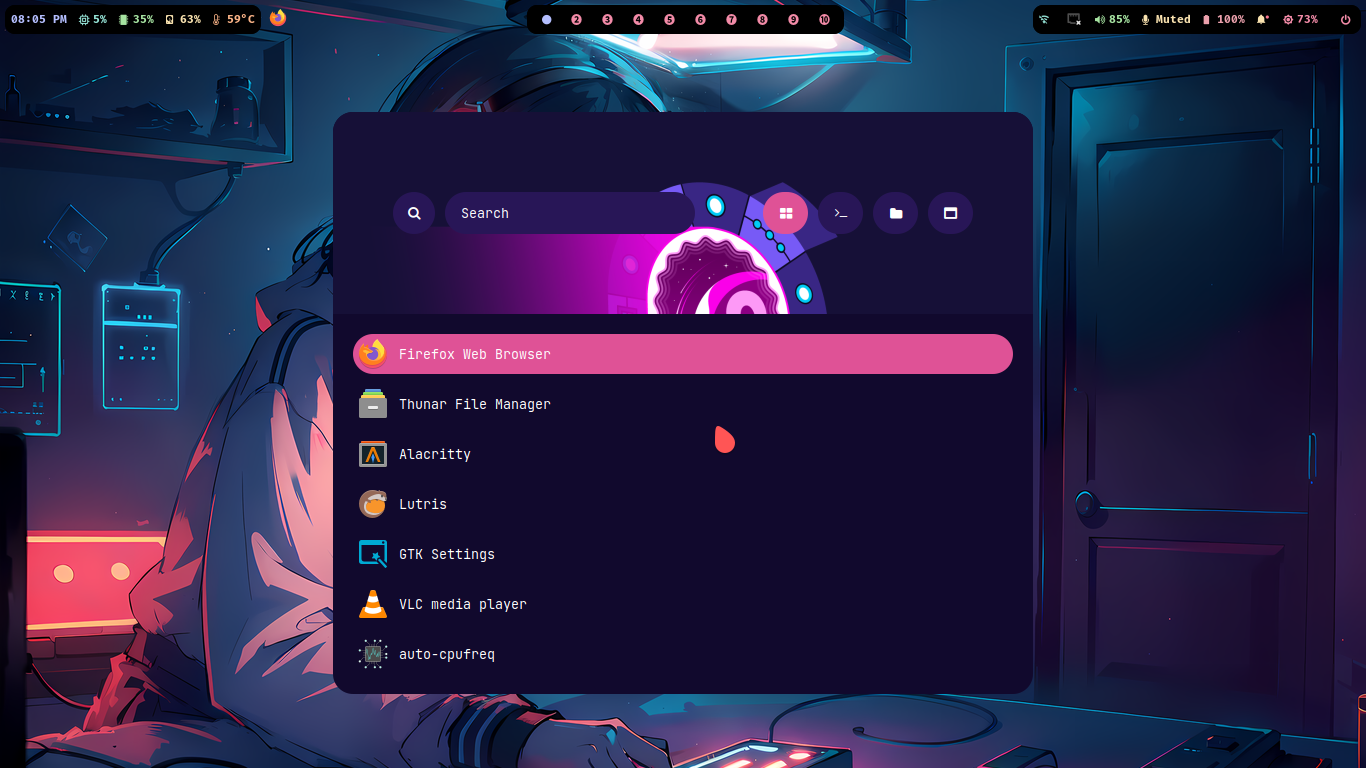 08:05 PM 5% 35% 63% 59°C
2 3 4 5 6 7 8 9 10
85% Muted 100% 73%
Search
Firefox Web Browser
Thunar File Manager
Alacritty
Lutris
GTK Settings
VLC media player
auto-cpufreq